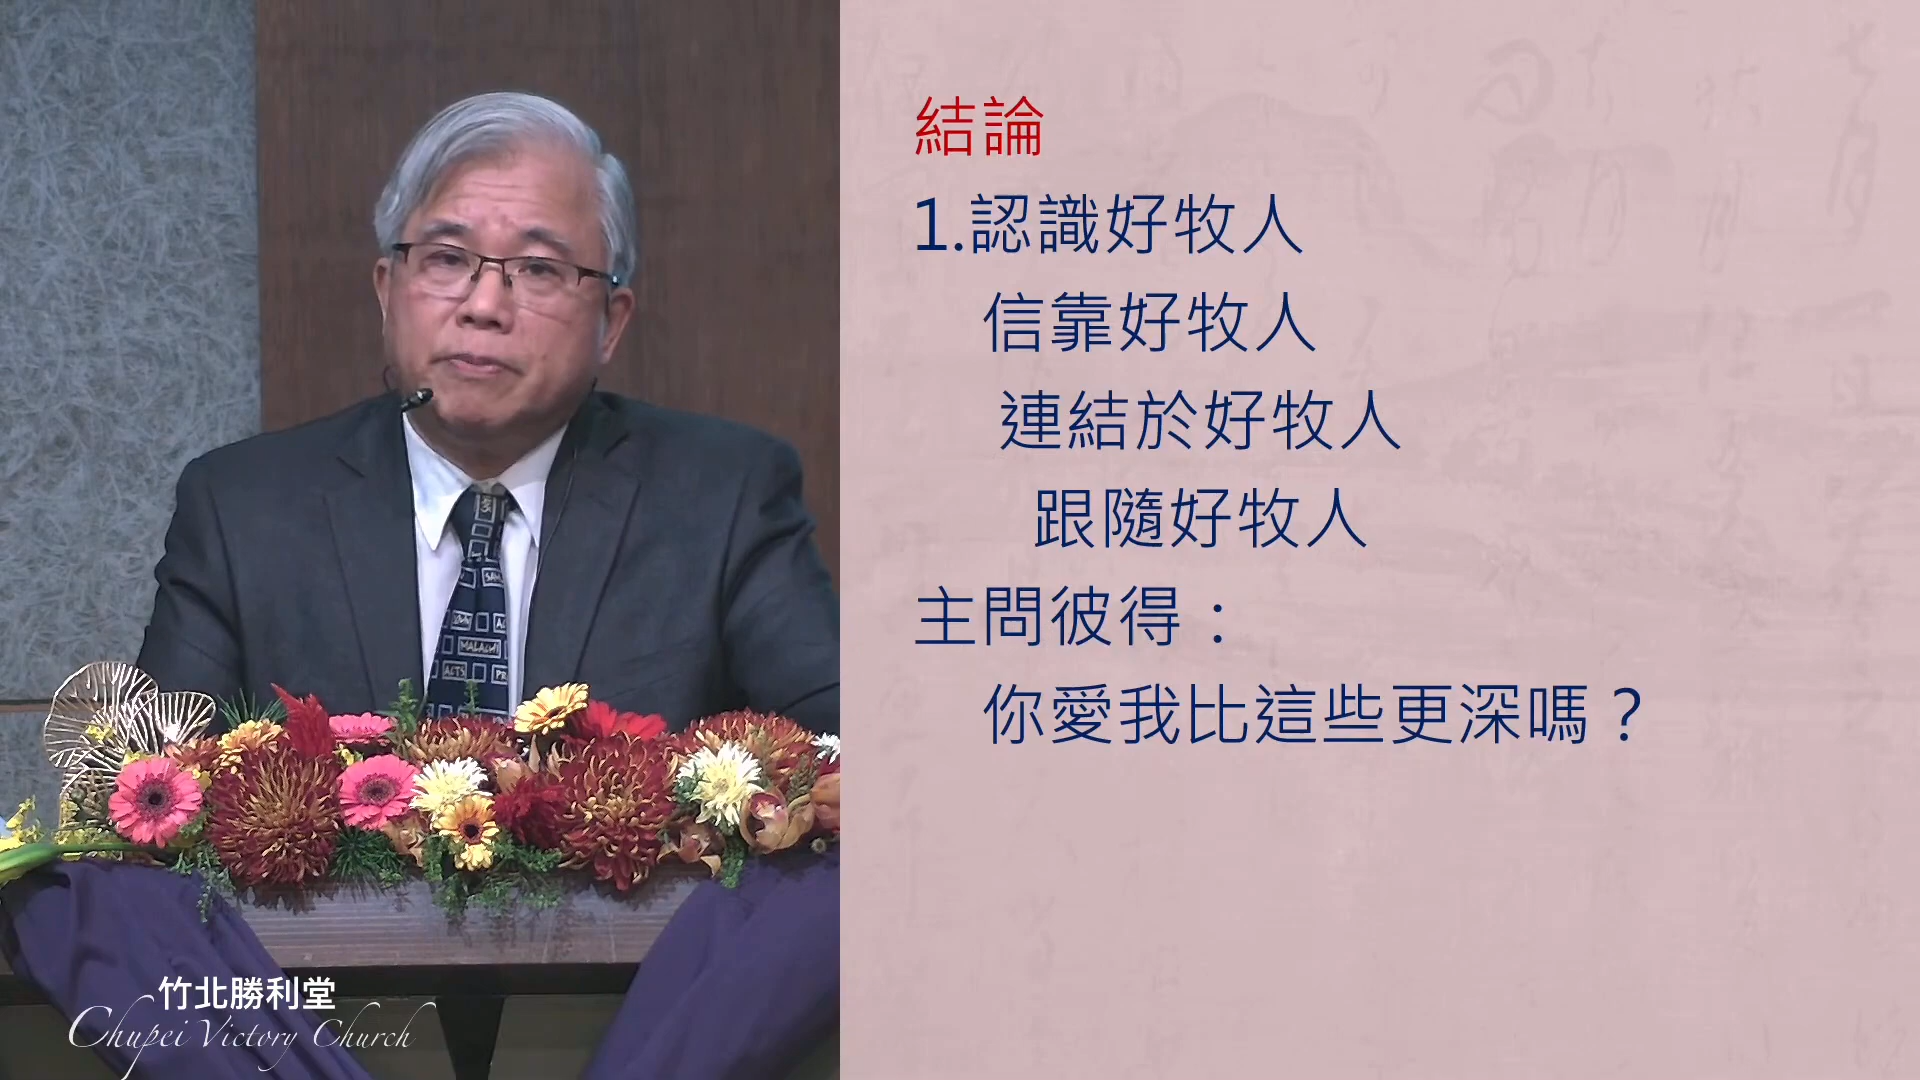 結論
1.認識好牧人
信靠好牧人
連結於好牧人
跟隨好牧人
主問彼得：
你愛我比這些更深嗎？
MALACHI
ACTS
竹北勝利堂
Chupei Victory Church